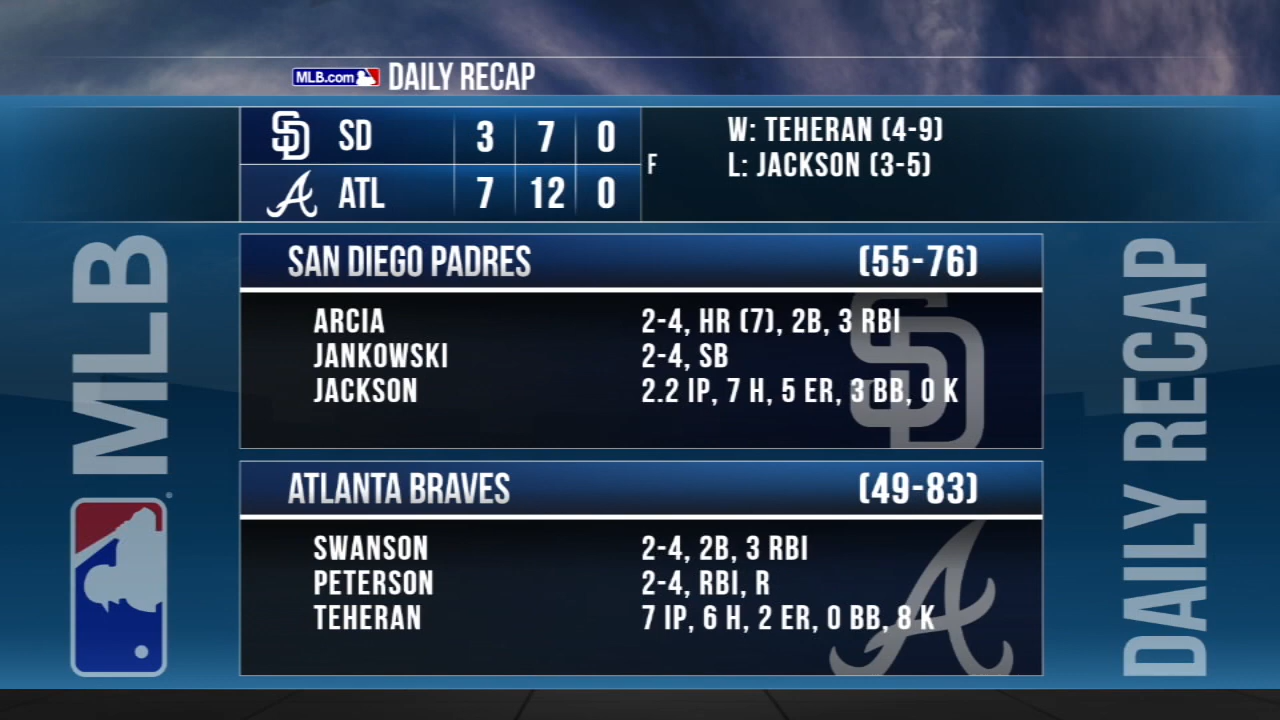 MLB.com DAILY RECAP
SD 3 7 0
ATL 7 12 0
F
W: TEHERAN (4-9)
L: JACKSON (3-5)
SAN DIEGO PADRES (55-76)
ARCIA 2-4, HR (7), 2B, 3 RBI
JANKOWSKI 2-4, SB
JACKSON 2.2 IP, 7 H, 5 ER, 3 BB, 0 K
ATLANTA BRAVES (49-83)
SWANSON 2-4, 2B, 3 RBI
PETERSON 2-4, RBI, R
TEHERAN 7 IP, 6 H, 2 ER, 0 BB, 8 K
MLB
DAILY RECAP